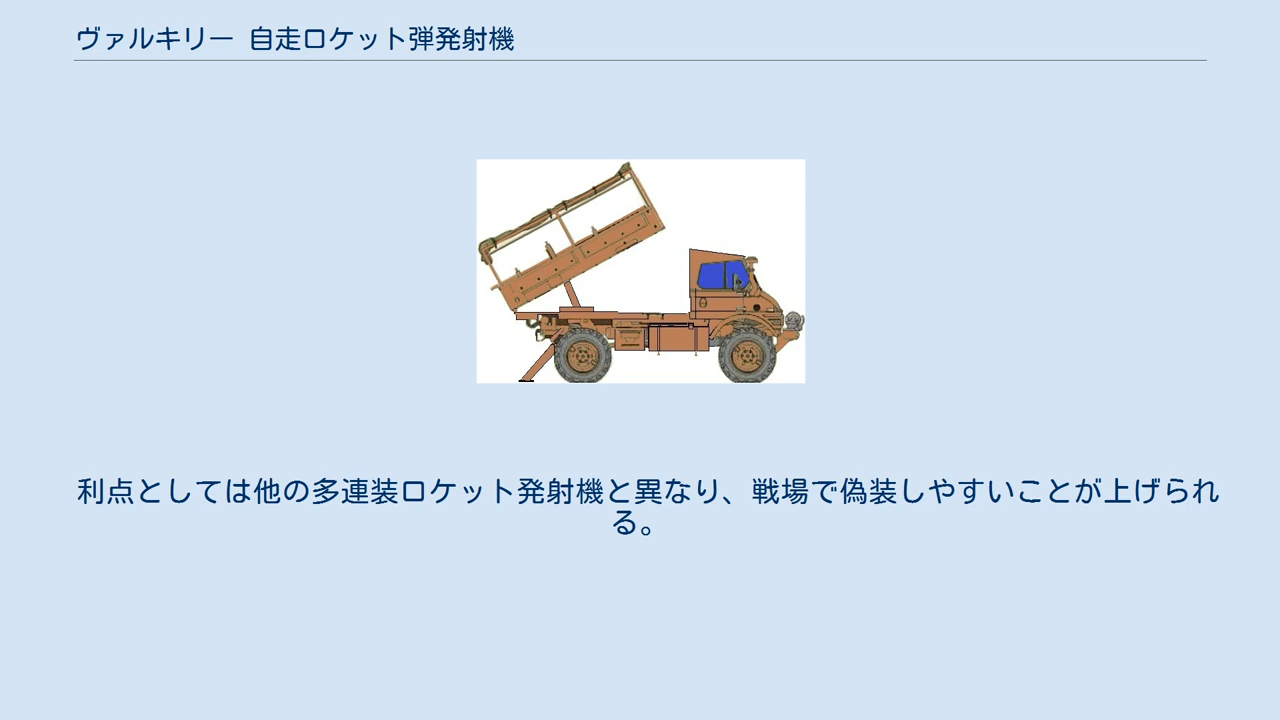 ヴァルキリー 自走ロケット弾発射機
利点としては他の多連装ロケット発射機と異なり、戦場で偽装しやすいことが上げられ
る。